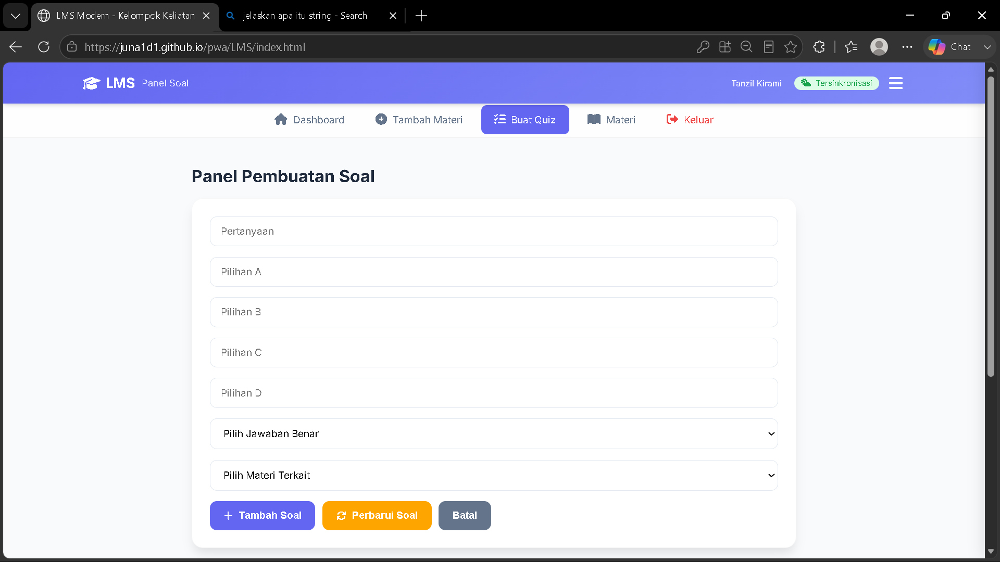 LMS Modern - Kelompok Keliatan
jelaskan apa itu string - Search
https://juna1d1.github.io/pwa/LMS/index.html
Chat
LMS Panel Soal
Tanzil Kirami
Tersinkronisasi
Dashboard
Tambah Materi
Buat Quiz
Materi
Keluar
Panel Pembuatan Soal
Pertanyaan
Pilihan A
Pilihan B
Pilihan C
Pilihan D
Pilih Jawaban Benar
Pilih Materi Terkait
Tambah Soal
Perbarui Soal
Batal